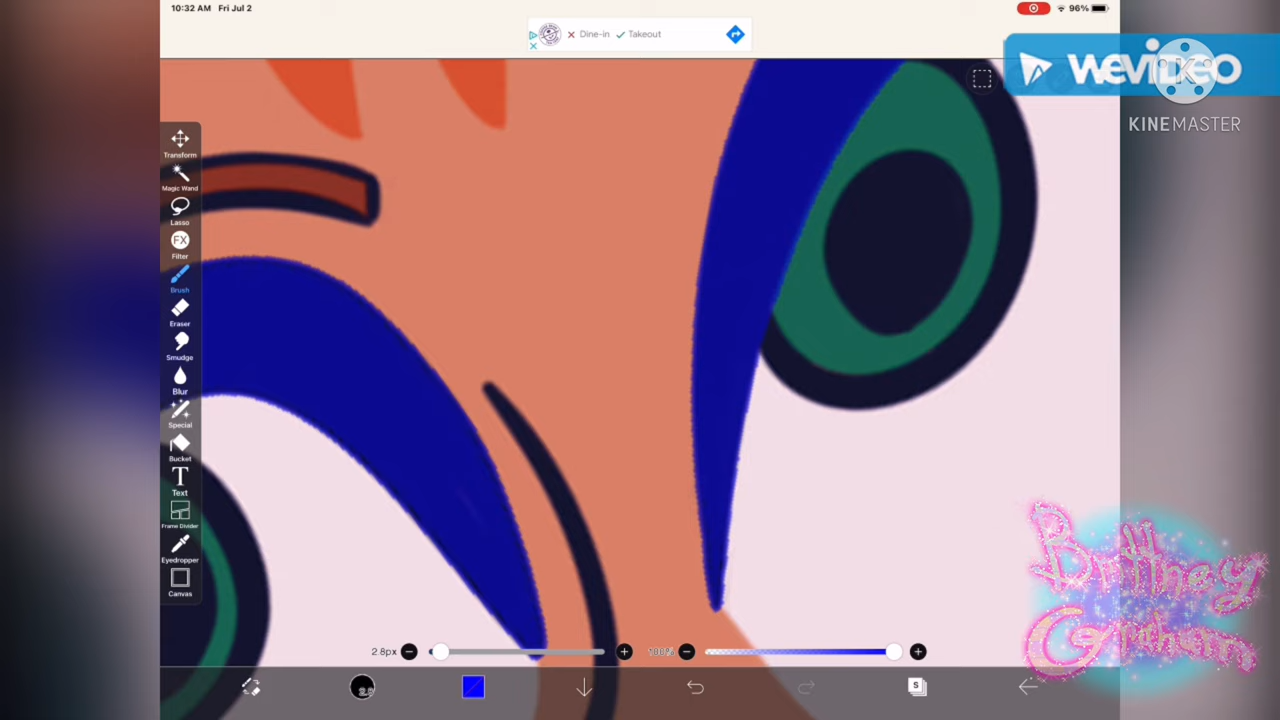 10:32 AM Fri Jul 2
96%
Dine-in Takeout
WeVideo
KINEMASTER
Transform
Magic Wand
Lasso
FX
Filter
Brush
Eraser
Smudge
Blur
Special
Bucket
T
Text
Frame Divider
Eyedropper
Canvas
Brittney
Graham
2.8px
100%
S